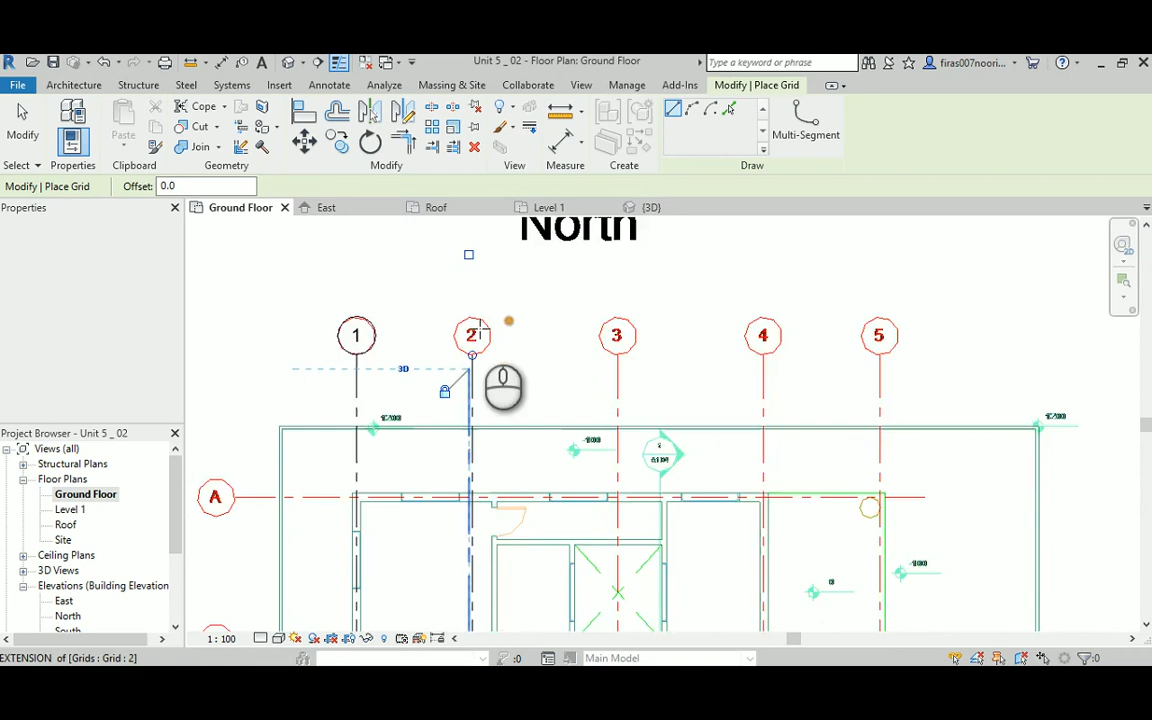 Unit 5 _ 02 - Floor Plan: Ground Floor
Type a keyword or phrase
firas007noori...
File Architecture Structure Steel Systems Insert Annotate Analyze Massing & Site Collaborate View Manage Add-Ins Modify | Place Grid
Modify Paste Cope Cut Join Multi-Segment
Select Properties Clipboard Geometry Modify View Measure Create Draw
Modify | Place Grid Offset: 0.0
Properties
Ground Floor East Roof Level 1 {3D}
North
1 2 3 4 5
3D
A
Project Browser - Unit 5 _ 02
Views (all)
Structural Plans
Floor Plans
Ground Floor
Level 1
Roof
Site
Ceiling Plans
3D Views
Elevations (Building Elevation
East
North
1 : 100
EXTENSION of [Grids : Grid : 2]
:0
Main Model
:0